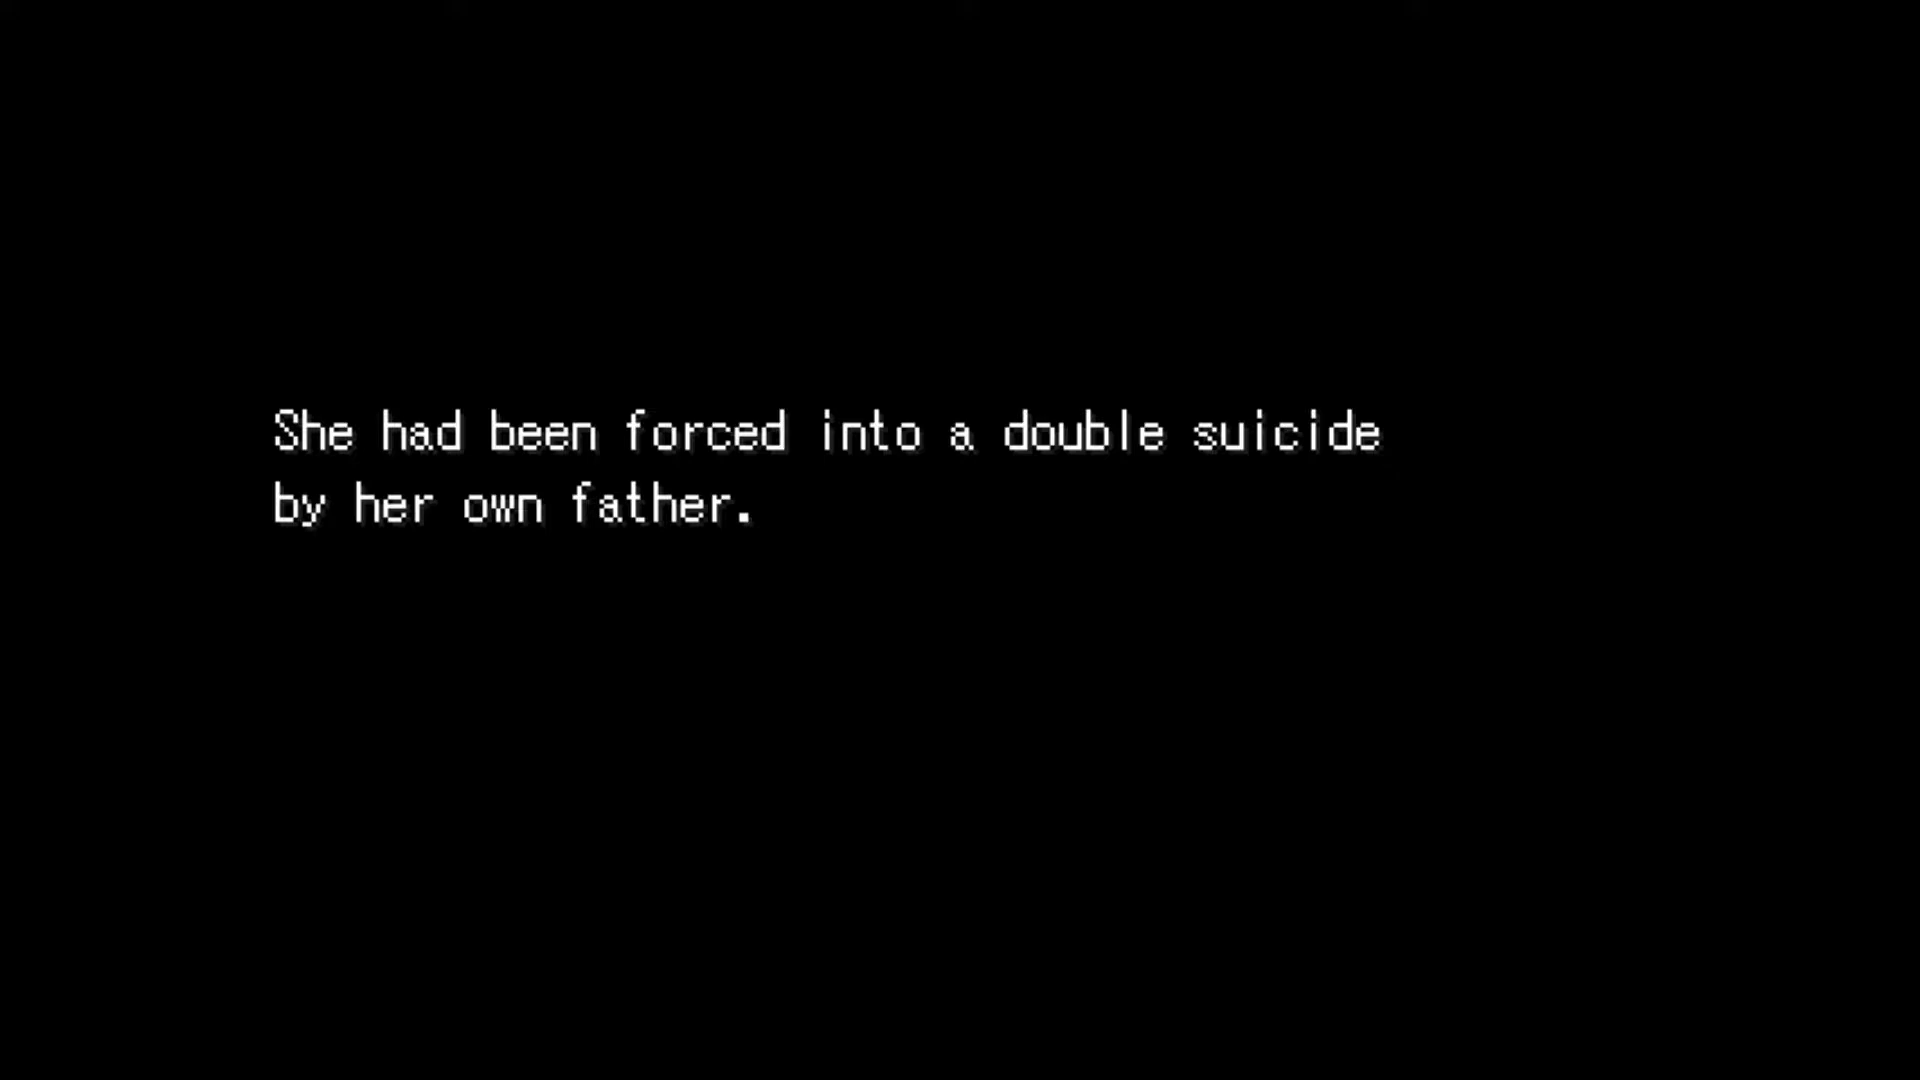 She had been forced into a double suicide
by her own father.